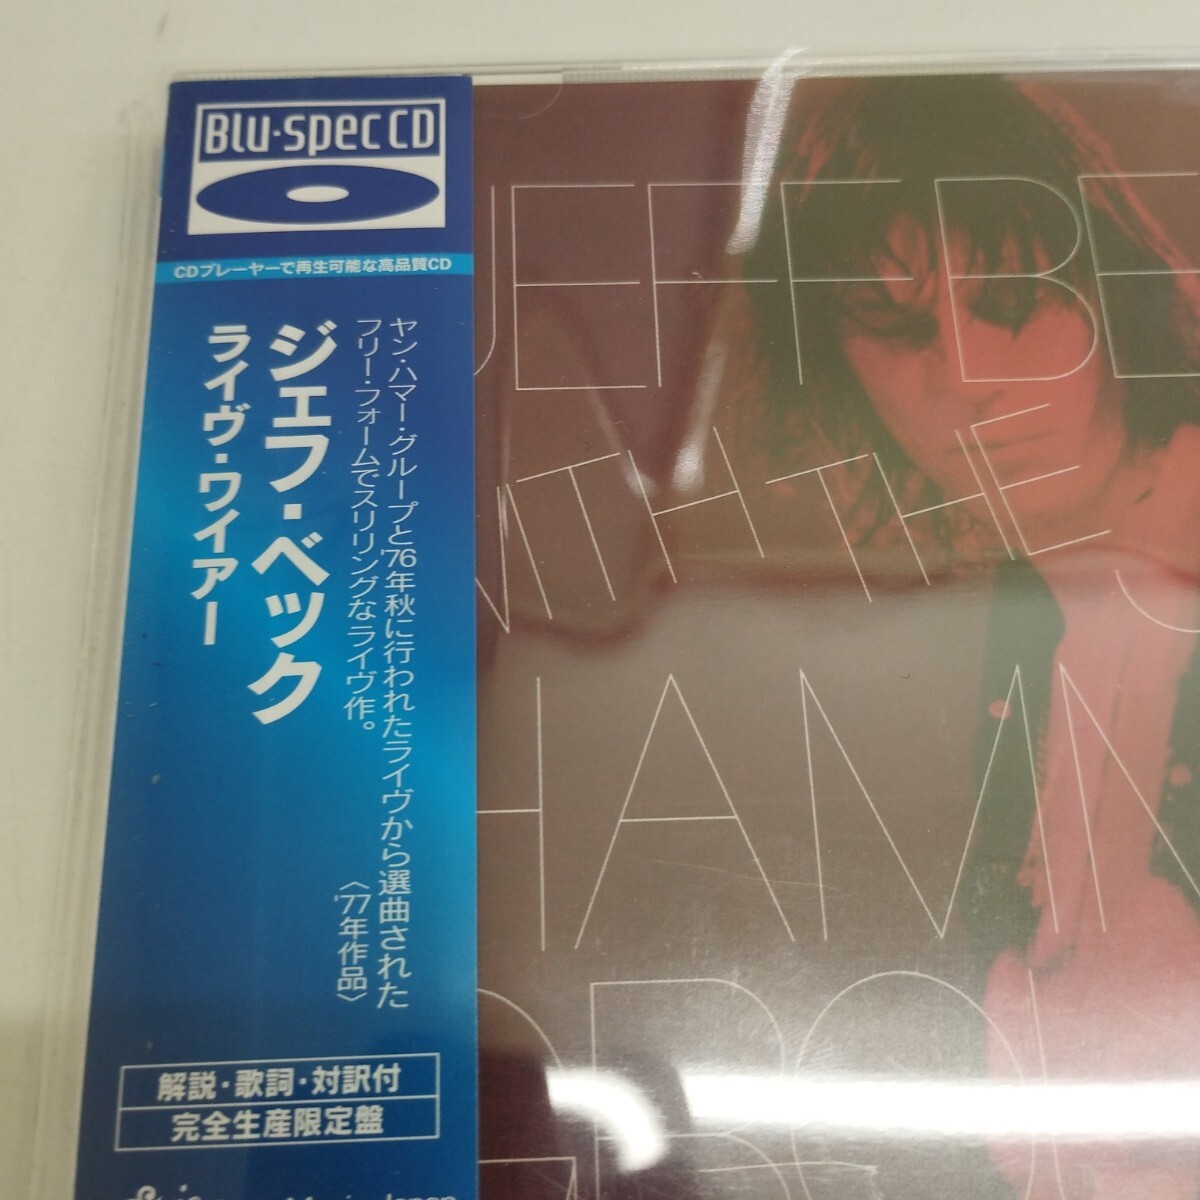 Blu-spec CD
CDプレーヤーで再生可能な高品質CD
ヤン・ハマー・グループと'76年秋に行われたライヴから選曲された
フリー・フォームでスリリングなライヴ作。
〈'77年作品〉
ジェフ・ベック
ライヴ・ワイアー
解説・歌詞・対訳付
完全生産限定盤
JEFF BE
WITH THE J
HAMM